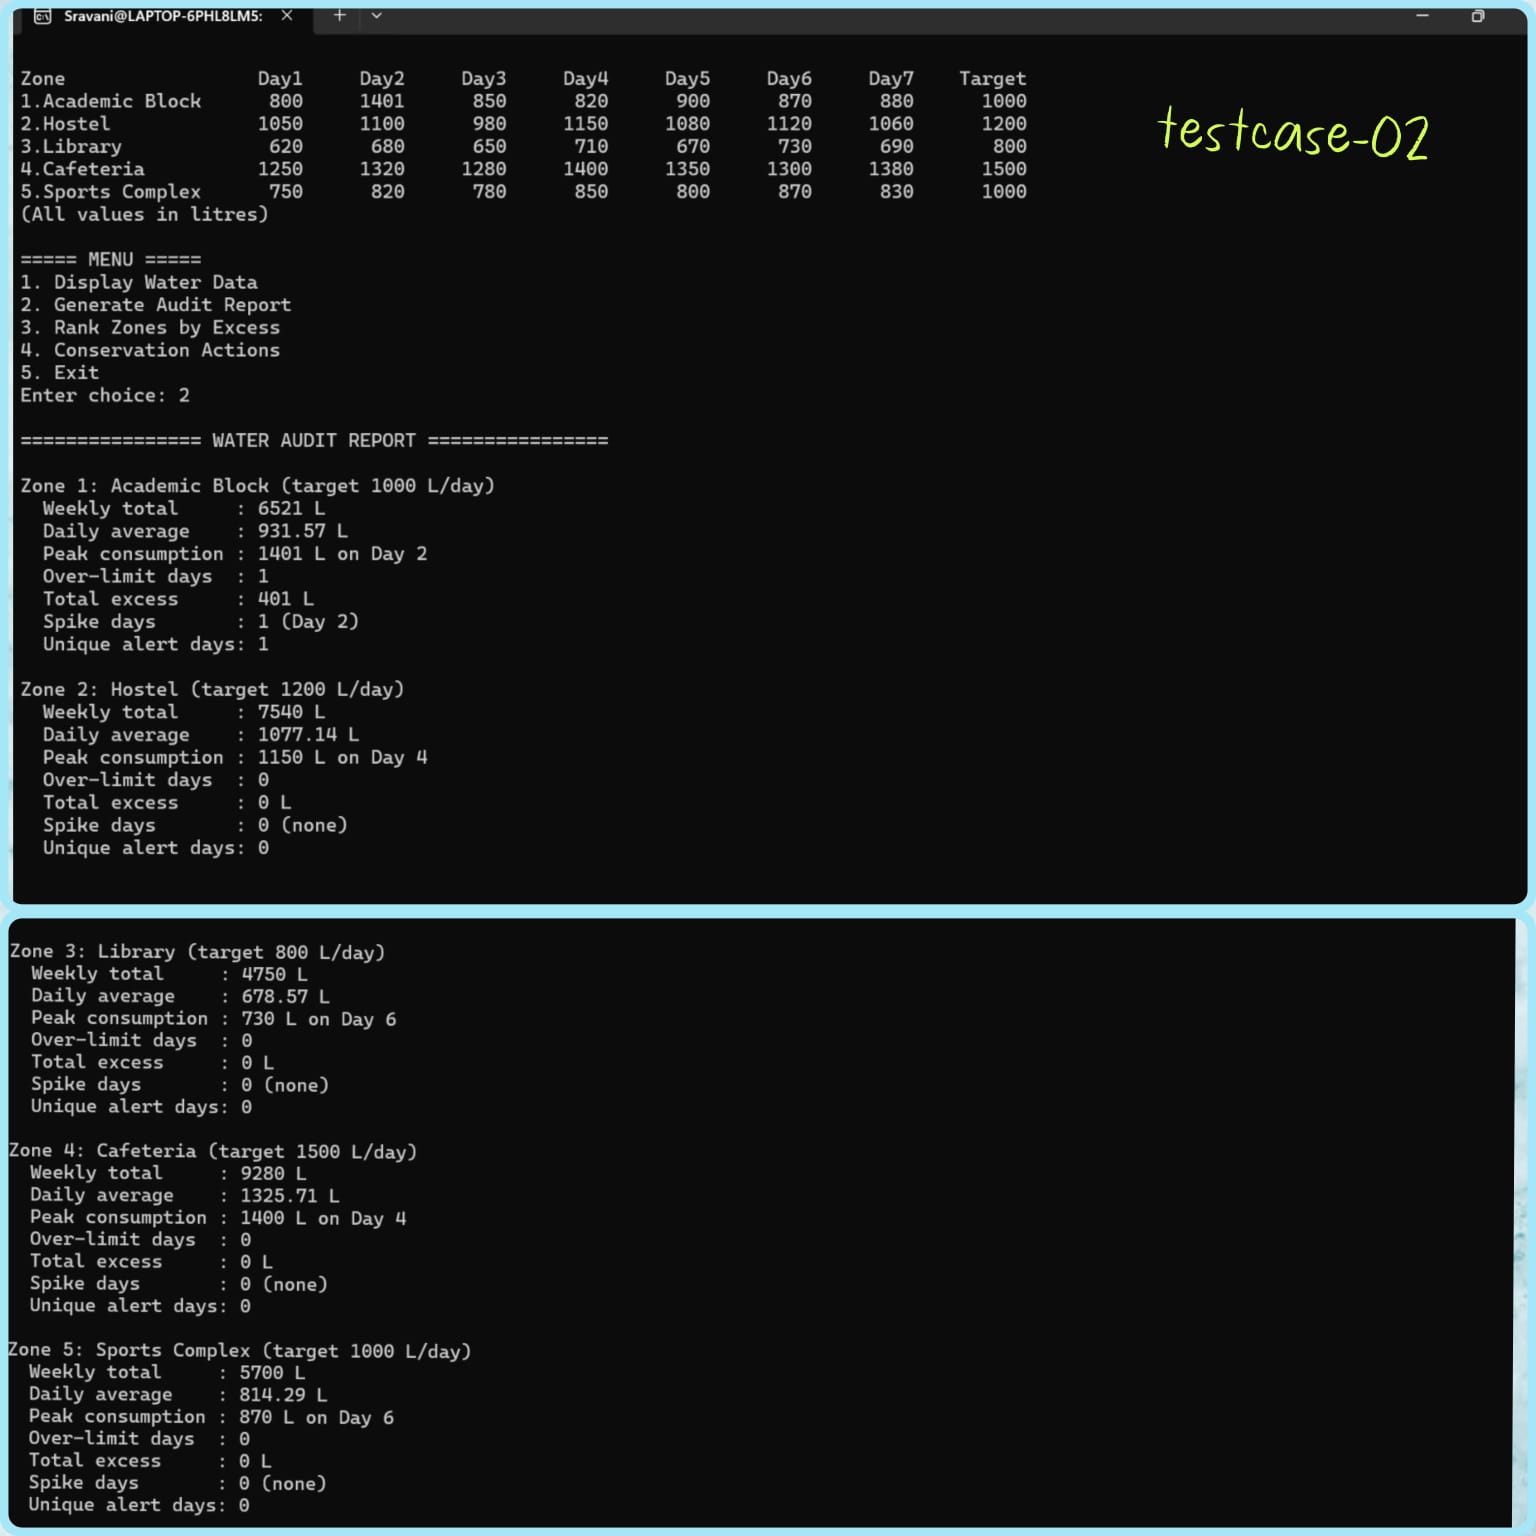 Sravani@LAPTOP-6PHL8LM5:
Zone Day1 Day2 Day3 Day4 Day5 Day6 Day7 Target
1.Academic Block 800 1401 850 820 900 870 880 1000
2.Hostel 1050 1100 980 1150 1080 1120 1060 1200
3.Library 620 680 650 710 670 730 690 800
4.Cafeteria 1250 1320 1280 1400 1350 1300 1380 1500
5.Sports Complex 750 820 780 850 800 870 830 1000
(All values in litres)
testcase-02
===== MENU =====
1. Display Water Data
2. Generate Audit Report
3. Rank Zones by Excess
4. Conservation Actions
5. Exit
Enter choice: 2
================ WATER AUDIT REPORT ================
Zone 1: Academic Block (target 1000 L/day)
Weekly total : 6521 L
Daily average : 931.57 L
Peak consumption : 1401 L on Day 2
Over-limit days : 1
Total excess : 401 L
Spike days : 1 (Day 2)
Unique alert days: 1
Zone 2: Hostel (target 1200 L/day)
Weekly total : 7540 L
Daily average : 1077.14 L
Peak consumption : 1150 L on Day 4
Over-limit days : 0
Total excess : 0 L
Spike days : 0 (none)
Unique alert days: 0
Zone 3: Library (target 800 L/day)
Weekly total : 4750 L
Daily average : 678.57 L
Peak consumption : 730 L on Day 6
Over-limit days : 0
Total excess : 0 L
Spike days : 0 (none)
Unique alert days: 0
Zone 4: Cafeteria (target 1500 L/day)
Weekly total : 9280 L
Daily average : 1325.71 L
Peak consumption : 1400 L on Day 4
Over-limit days : 0
Total excess : 0 L
Spike days : 0 (none)
Unique alert days: 0
Zone 5: Sports Complex (target 1000 L/day)
Weekly total : 5700 L
Daily average : 814.29 L
Peak consumption : 870 L on Day 6
Over-limit days : 0
Total excess : 0 L
Spike days : 0 (none)
Unique alert days: 0